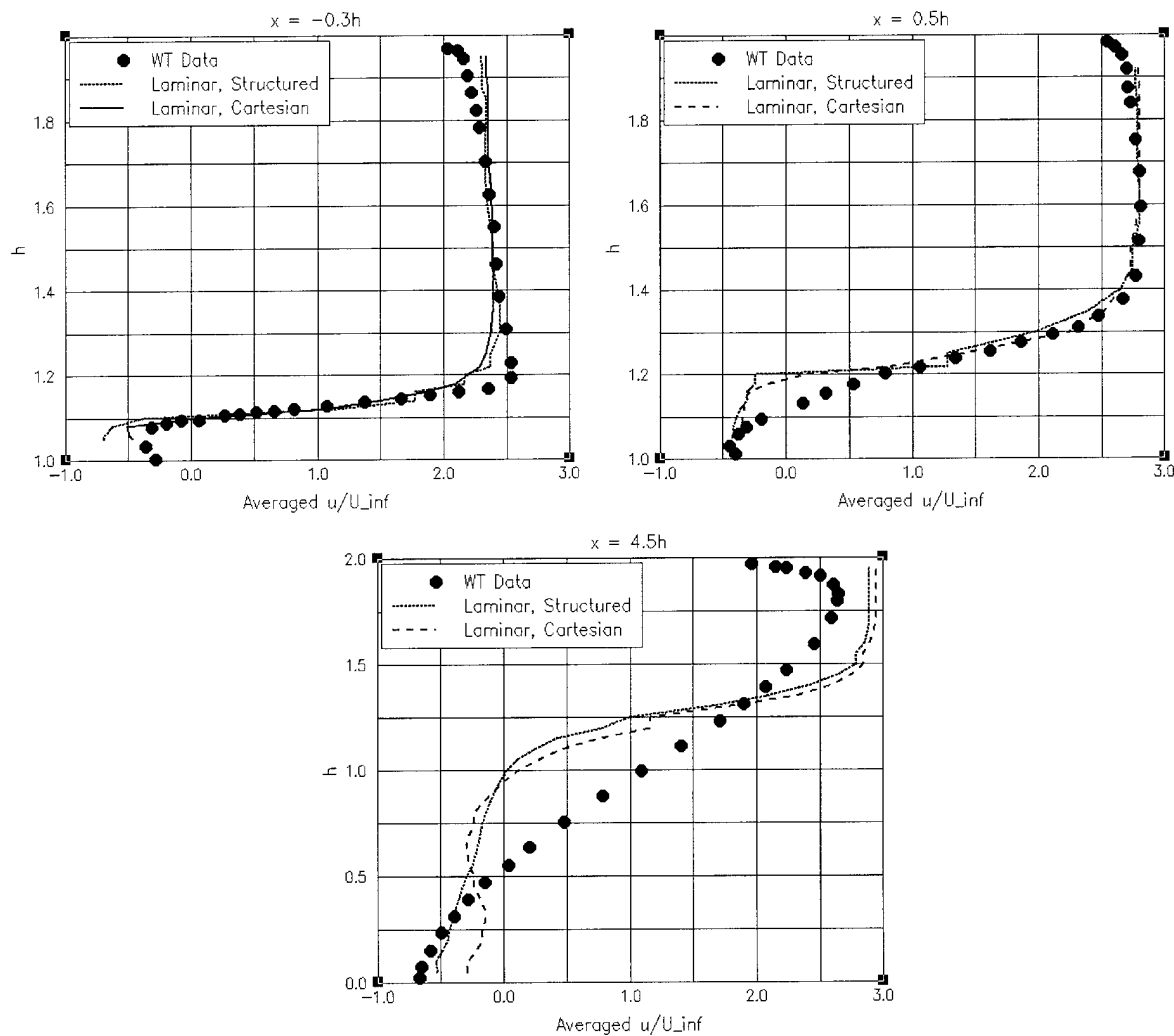 x = -0.3h
WT Data
Laminar, Structured
Laminar, Cartesian
1.8
1.6
1.4
1.2
1.0
h
-1.0 0.0 1.0 2.0 3.0
Averaged u/U_inf
x = 0.5h
WT Data
Laminar, Structured
Laminar, Cartesian
1.8
1.6
1.4
1.2
1.0
h
-1.0 0.0 1.0 2.0 3.0
Averaged u/U_inf
x = 4.5h
WT Data
Laminar, Structured
Laminar, Cartesian
2.0
1.5
1.0
0.5
0.0
h
-1.0 0.0 1.0 2.0 3.0
Averaged u/U_inf